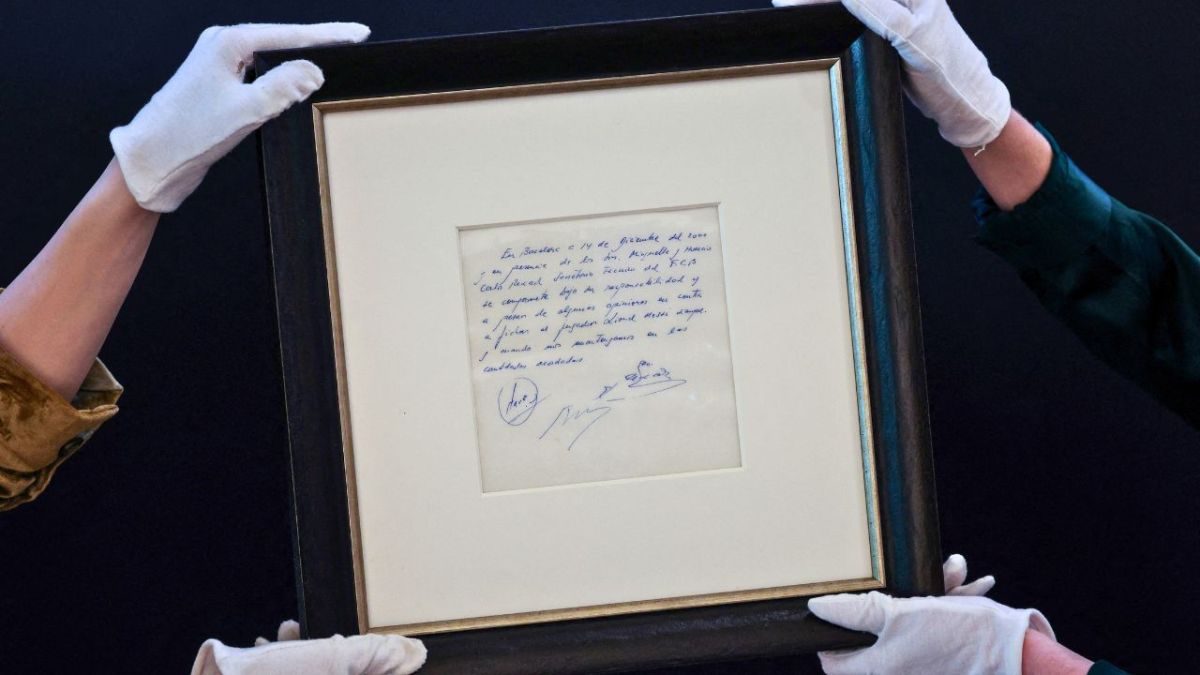 En Barcelona a 14 de Diciembre del 2000
y en presencia de los Srs. Minguella y Horacio
Carlos Rexach Secretario Tecnico del F.C.B
se compromete bajo su responsabilidad y
a pesar de algunas opiniones en contra
a fichar al jugador Lionel Messi siempre
y cuando nos mantengamos en las
cantidades acordadas